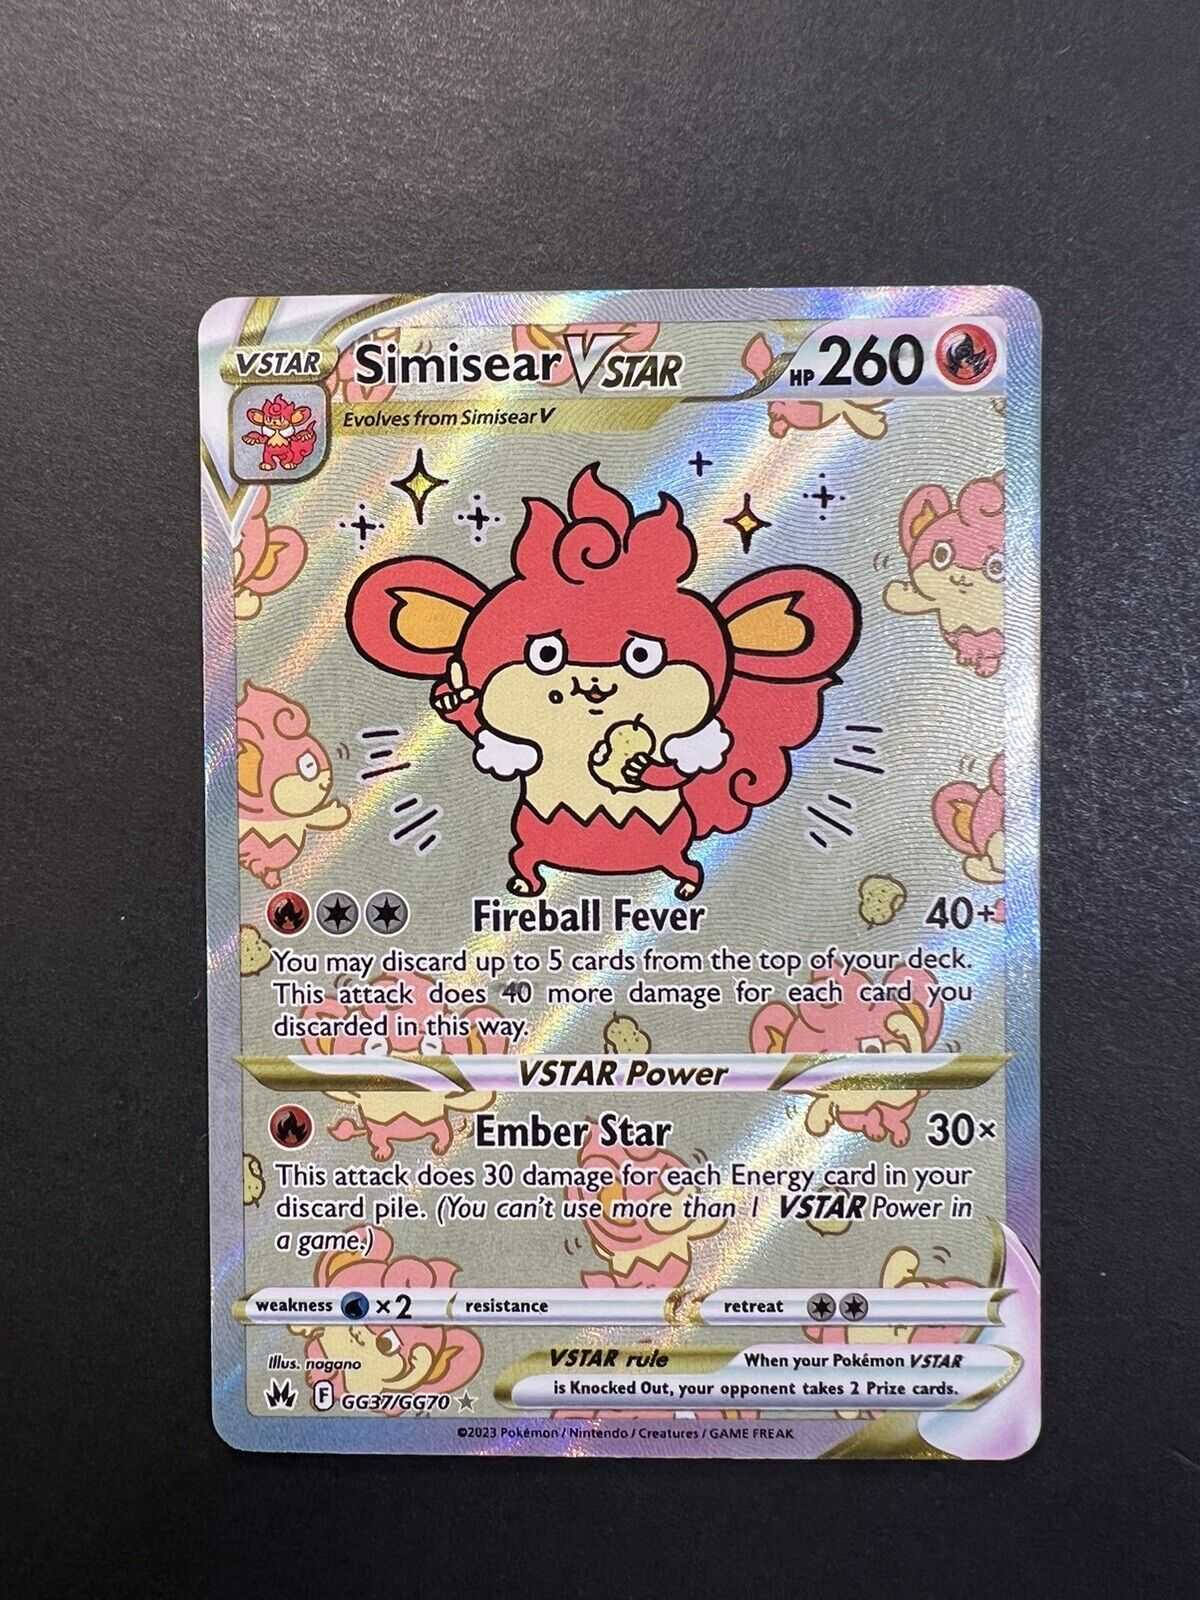 VSTAR
Simisear VSTAR
HP 260
Evolves from Simisear V
Fireball Fever 40+
You may discard up to 5 cards from the top of your deck.
This attack does 40 more damage for each card you
discarded in this way.
VSTAR Power
Ember Star 30×
This attack does 30 damage for each Energy card in your
discard pile. (You can't use more than 1 VSTAR Power in
a game.)
weakness ×2 resistance retreat
Illus. nagano
VSTAR rule When your Pokémon VSTAR
is Knocked Out, your opponent takes 2 Prize cards.
F GG37/GG70 ★
©2023 Pokémon / Nintendo / Creatures / GAME FREAK